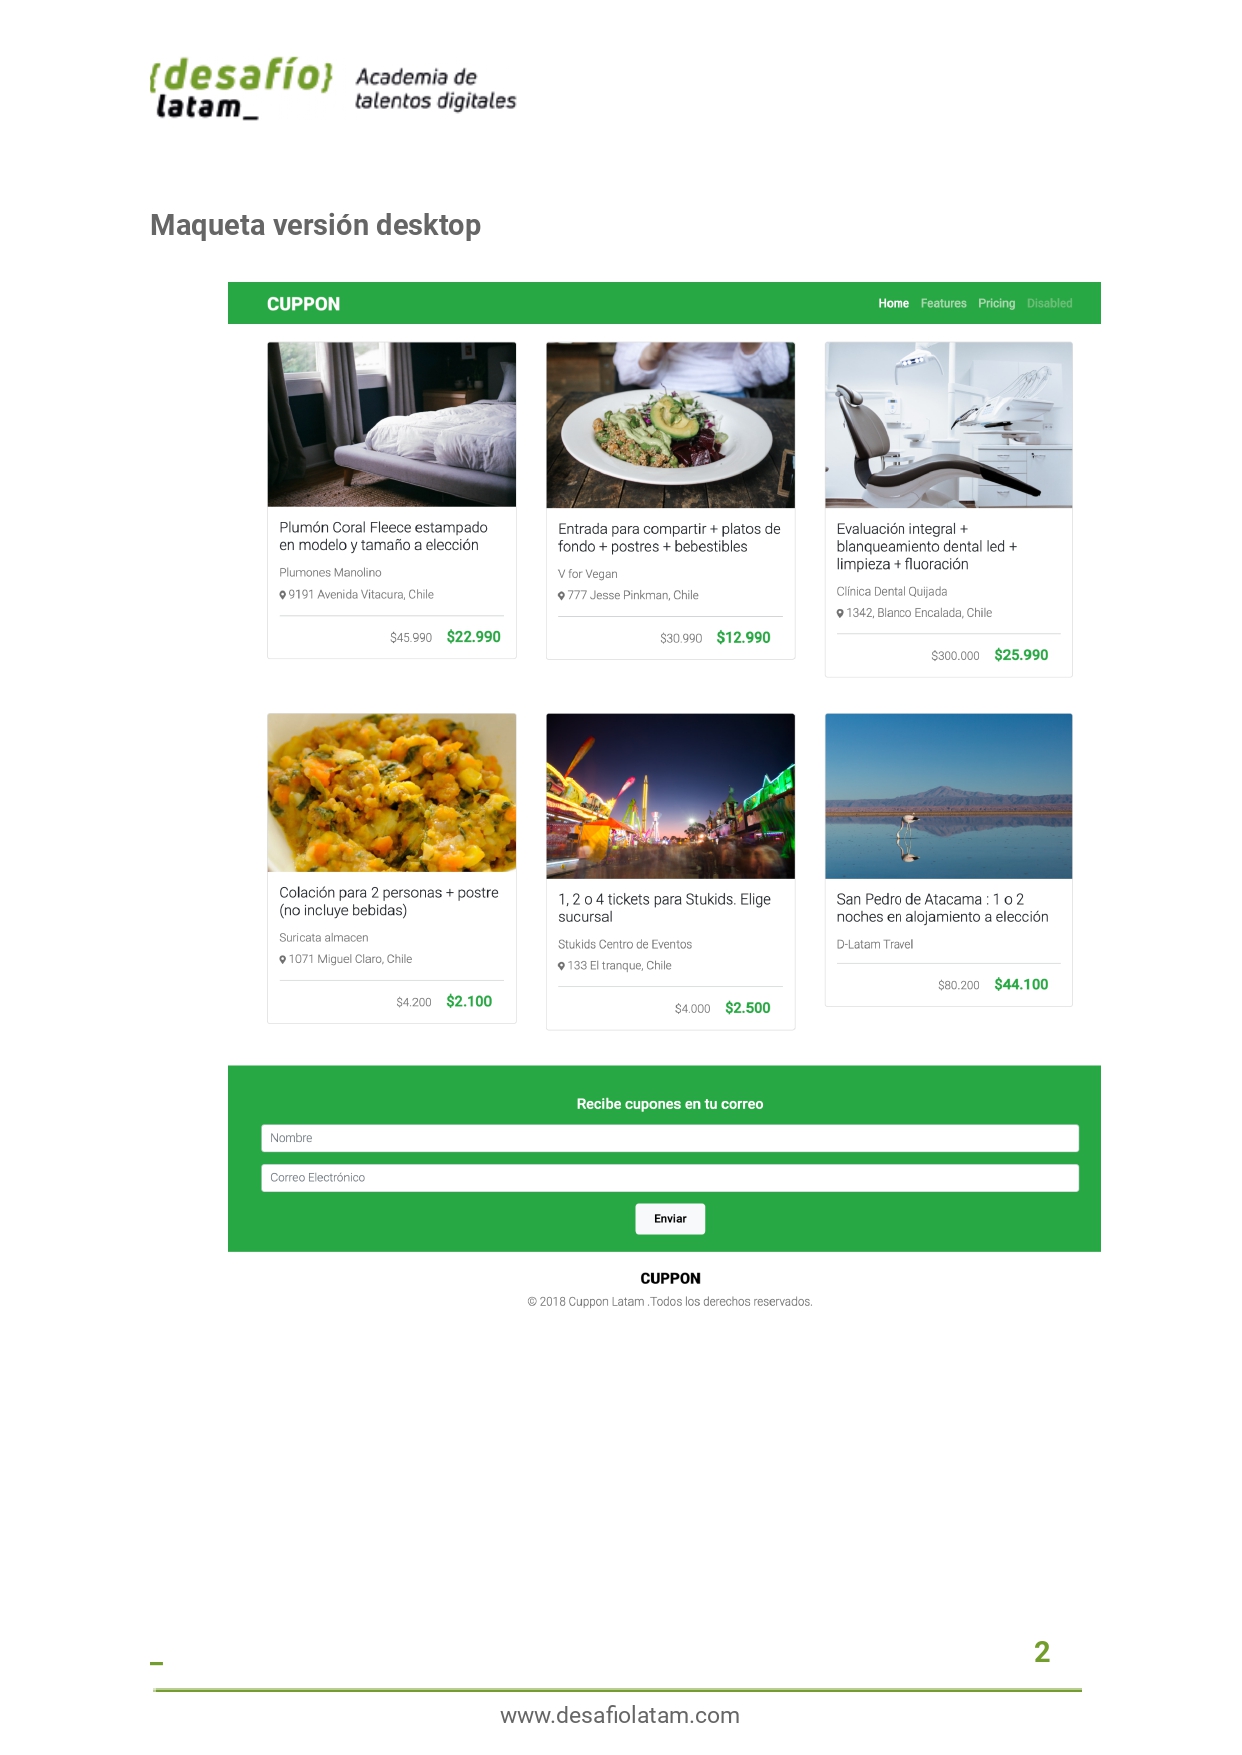 {desafío}
latam_
Academia de
talentos digitales
Maqueta versión desktop
CUPPON
Home Features Pricing Disabled
Plumón Coral Fleece estampado
en modelo y tamaño a elección
Plumones Manolino
9191 Avenida Vitacura, Chile
$45.990 $22.990
Entrada para compartir + platos de
fondo + postres + bebestibles
V for Vegan
777 Jesse Pinkman, Chile
$30.990 $12.990
Evaluación integral +
blanqueamiento dental led +
limpieza + fluoración
Clínica Dental Quijada
1342, Blanco Encalada, Chile
$300.000 $25.990
Colación para 2 personas + postre
(no incluye bebidas)
Suricata almacen
1071 Miguel Claro, Chile
$4.200 $2.100
1, 2 o 4 tickets para Stukids. Elige
sucursal
Stukids Centro de Eventos
133 El tranque, Chile
$4.000 $2.500
San Pedro de Atacama : 1 o 2
noches en alojamiento a elección
D-Latam Travel
$80.200 $44.100
Recibe cupones en tu correo
Nombre
Correo Electrónico
Enviar
CUPPON
© 2018 Cuppon Latam .Todos los derechos reservados.
_
2
www.desafiolatam.com